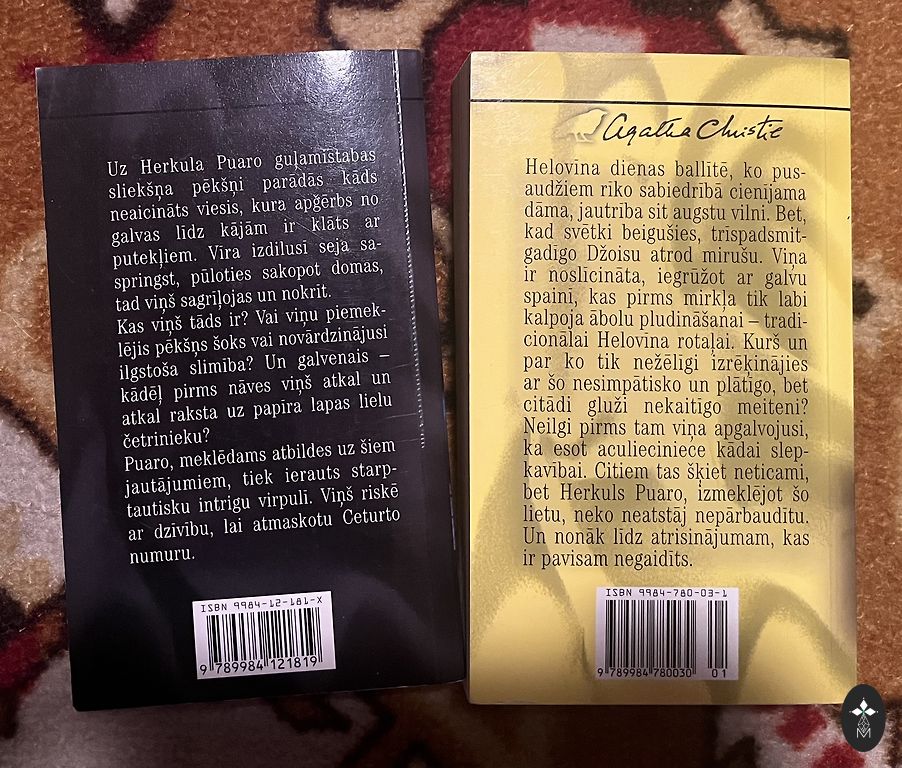 Uz Herkula Puaro guļamistabas
sliekšņa pēkšņi parādās kāds
neaicināts viesis, kura apģērbs no
galvas līdz kājām ir klāts ar
putekļiem. Vīra izdilusī seja sa-
springst, pūloties sakopot domas,
tad viņš sagriļojas un nokrīt.
Kas viņš tāds ir? Vai viņu piemek-
lējis pēkšņs šoks vai novārdzinājusi
ilgstoša slimība? Un galvenais –
kādēļ pirms nāves viņš atkal un
atkal raksta uz papīra lapas lielu
četrinieku?
Puaro, meklēdams atbildes uz šiem
jautājumiem, tiek ierauts starp-
tautisku intrigu virpulī. Viņš riskē
ar dzīvību, lai atmaskotu Ceturto
numuru.
ISBN 9984-12-181-X
9 789984 121819
Agatha Christie
Helovīna dienas ballītē, ko pus-
audžiem rīko sabiedrībā cienījama
dāma, jautrība sit augstu vilni. Bet,
kad svētki beigušies, trīspadsmit-
gadīgo Džoisu atrod mirušu. Viņa
ir noslīcināta, iegrūžot ar galvu
spainī, kas pirms mirkļa tik labi
kalpoja ābolu pludināšanai – tradi-
cionālai Helovīna rotaļai. Kurš un
par ko tik nežēlīgi izrēķinājies
ar šo nesimpātisko un plātīgo, bet
citādi gluži nekaitīgo meiteni?
Neilgi pirms tam viņa apgalvojusi,
ka esot aculieciniece kādai slep-
kavībai. Citiem tas šķiet neticami,
bet Herkuls Puaro, izmeklējot šo
lietu, neko neatstāj nepārbaudītu.
Un nonāk līdz atrisinājumam, kas
ir pavisam negaidīts.
ISBN 9984-780-03-1
9 789984 780030 01
M